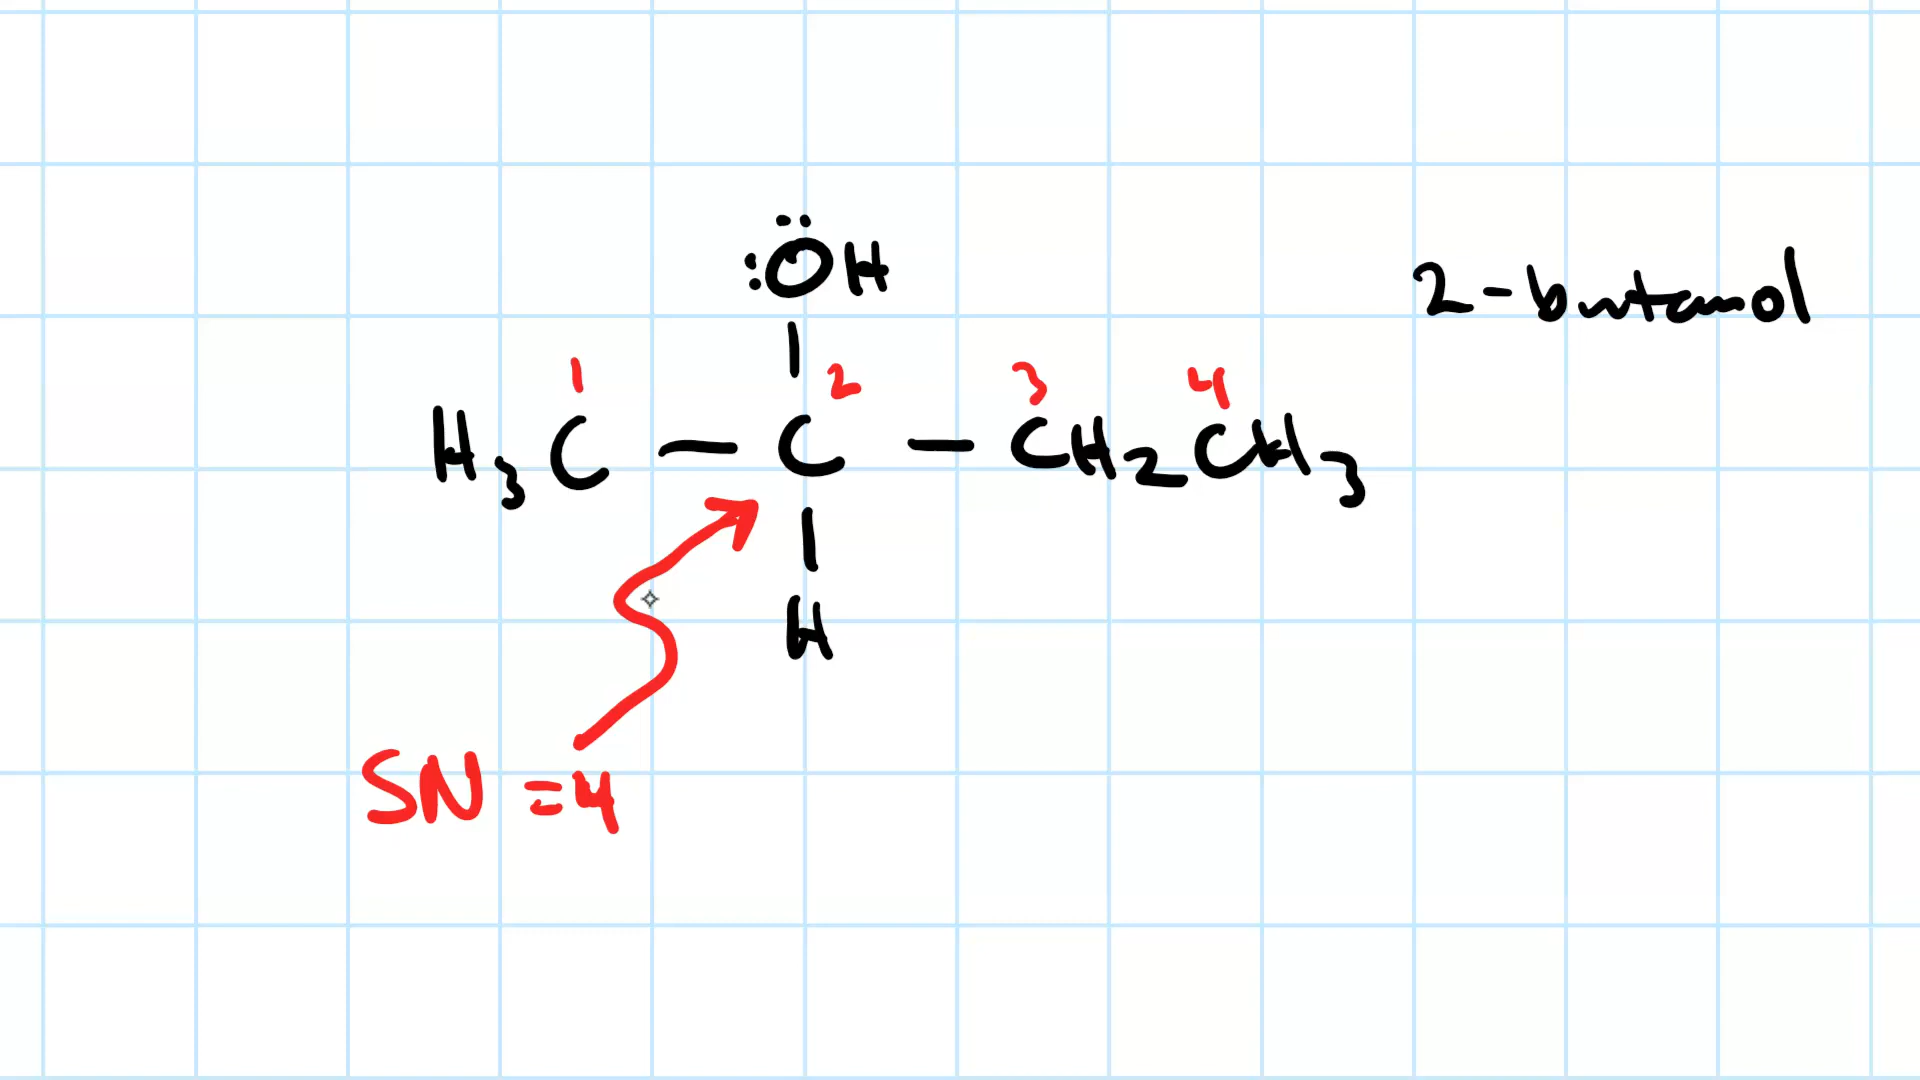 :ÖH
2-butanol
1 2 3 4
H₃C — C — CH₂CH₃
H
SN = 4